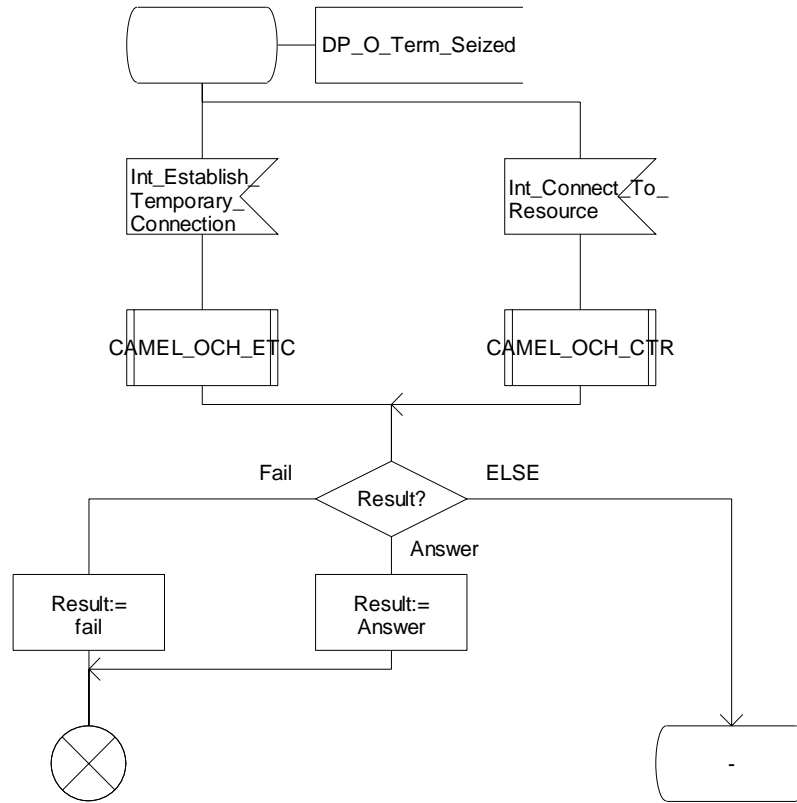 DP_O_Term_Seized
Int_Establish_
Temporary_
Connection
Int_Connect_To_
Resource
CAMEL_OCH_ETC
CAMEL_OCH_CTR
Fail
ELSE
Result?
Answer
Result:=
fail
Result:=
Answer
-